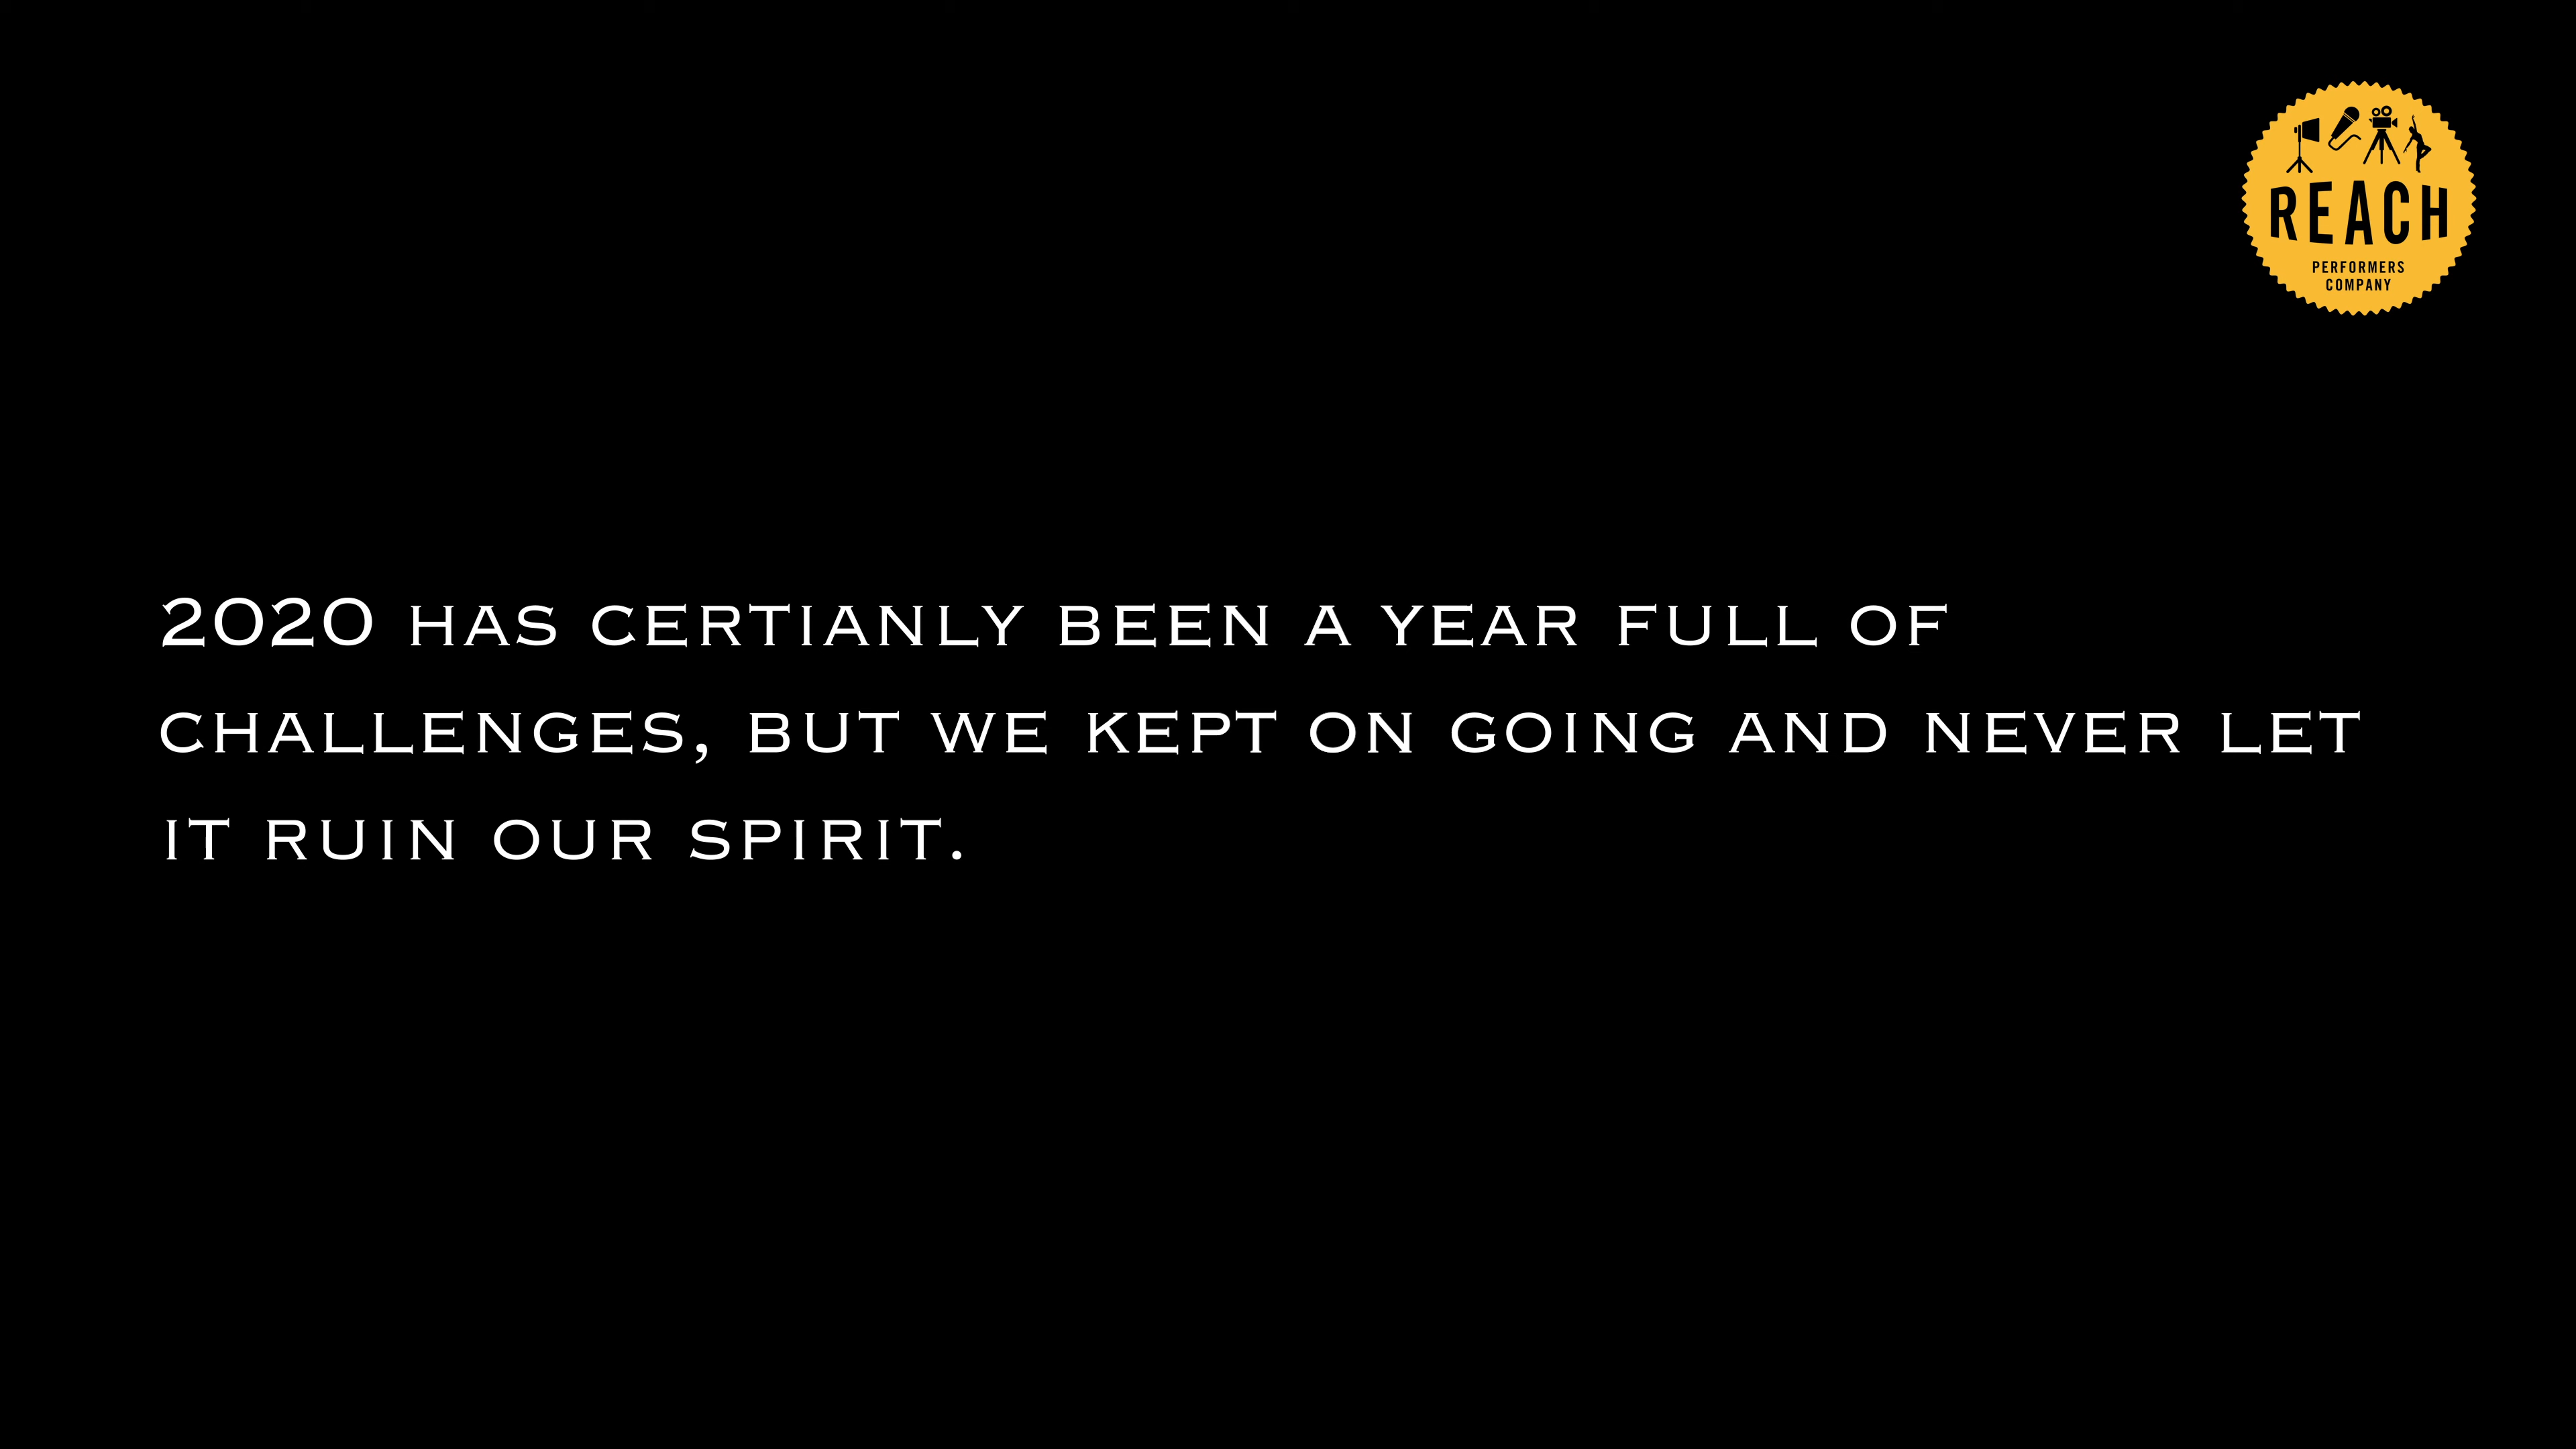 REACH
PERFORMERS
COMPANY
2020 HAS CERTIANLY BEEN A YEAR FULL OF
CHALLENGES, BUT WE KEPT ON GOING AND NEVER LET
IT RUIN OUR SPIRIT.